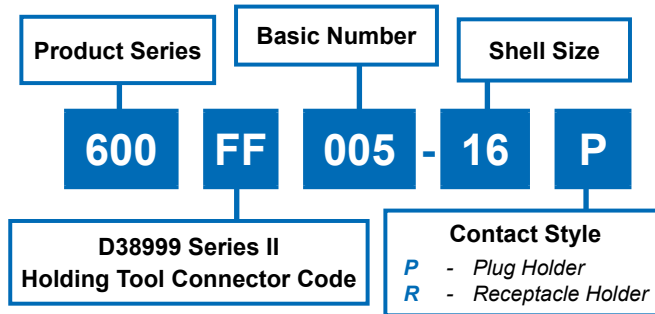 Product Series
Basic Number
Shell Size
600 FF 005 - 16 P
D38999 Series II
Holding Tool Connector Code
Contact Style
P - Plug Holder
R - Receptacle Holder